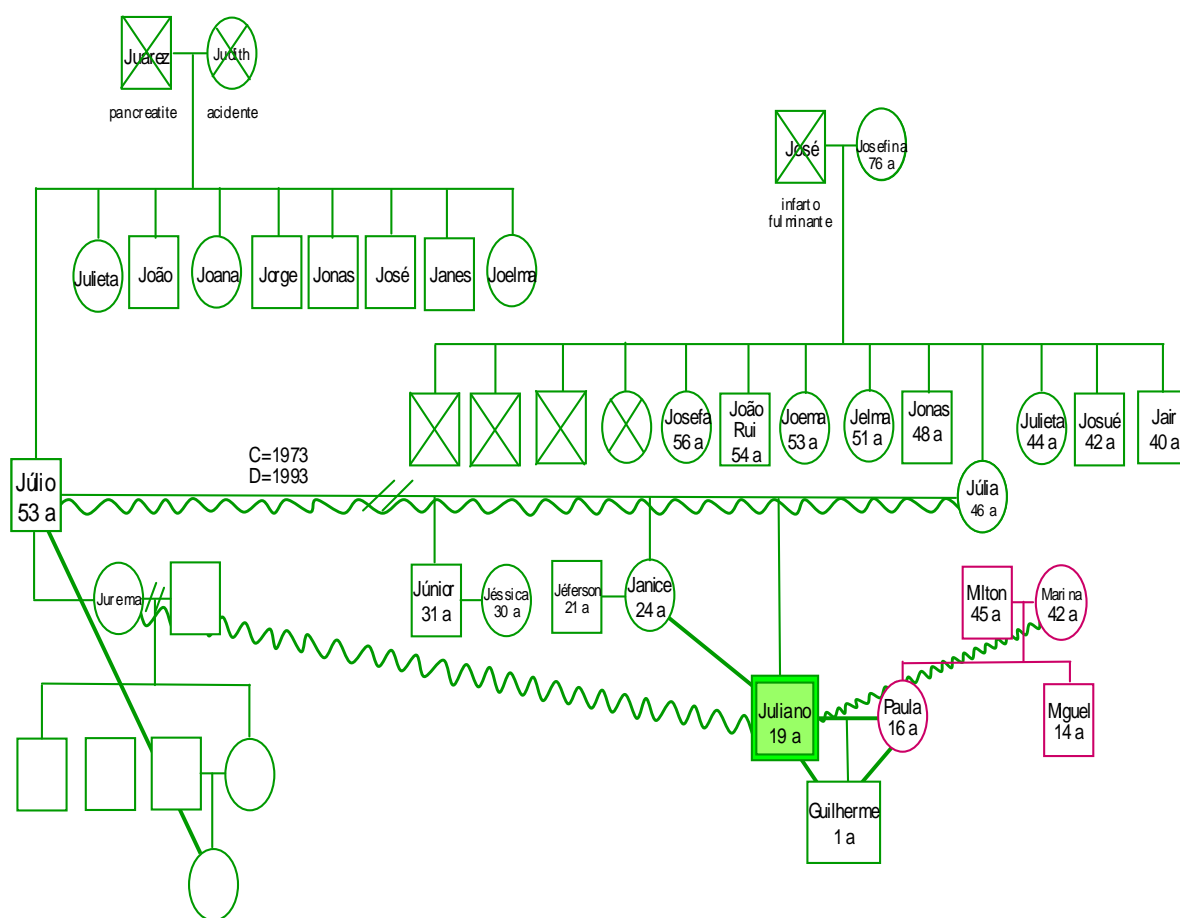 Juarez
Judith
pancreatite
acidente
José
Josefina
76 a
infarto
fulminante
Julieta
João
Joana
Jorge
Jonas
José
Janes
Joelma
Josefa
56 a
João
Rui
54 a
Joema
53 a
Jelma
51 a
Jonas
48 a
Julieta
44 a
Josué
42 a
Jair
40 a
C=1973
D=1993
Júlio
53 a
Júlia
46 a
Jurema
Júnior
31 a
Jéssica
30 a
Jéferson
21 a
Janice
24 a
Milton
45 a
Marina
42 a
Juliano
19 a
Paula
16 a
Miguel
14 a
Guilherme
1 a